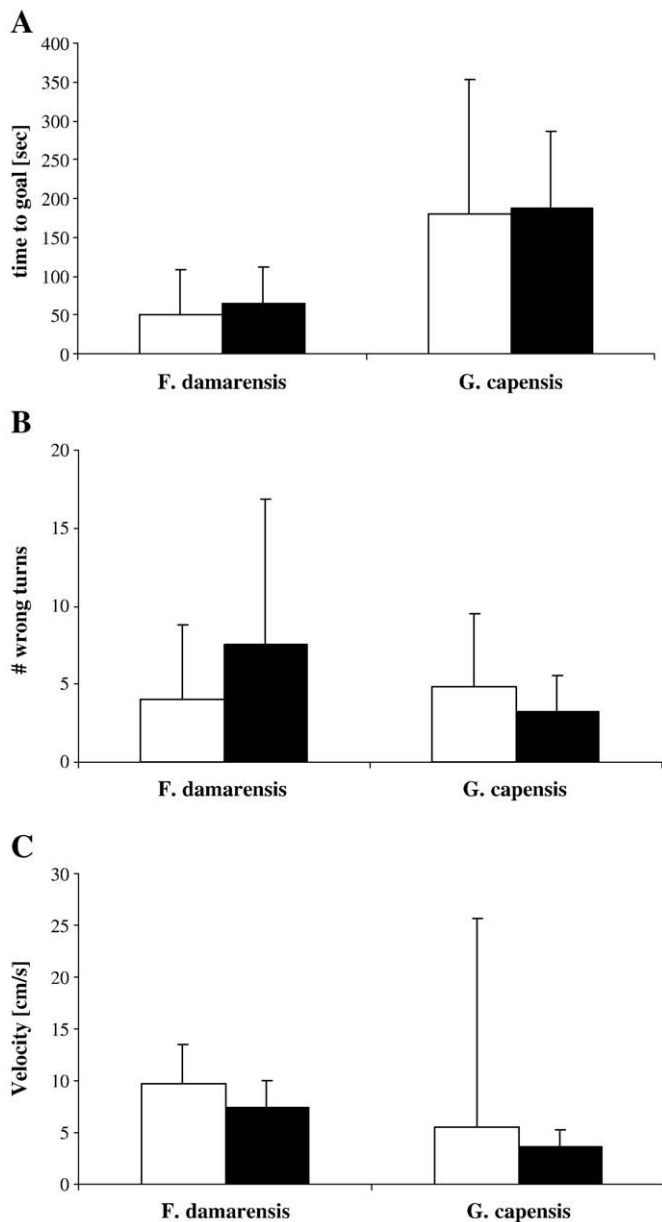 A
400
350
300
250
200
150
100
50
0
time to goal [sec]
F. damarensis G. capensis
B
20
15
10
5
0
# wrong turns
F. damarensis G. capensis
C
30
25
20
15
10
5
0
Velocity [cm/s]
F. damarensis G. capensis